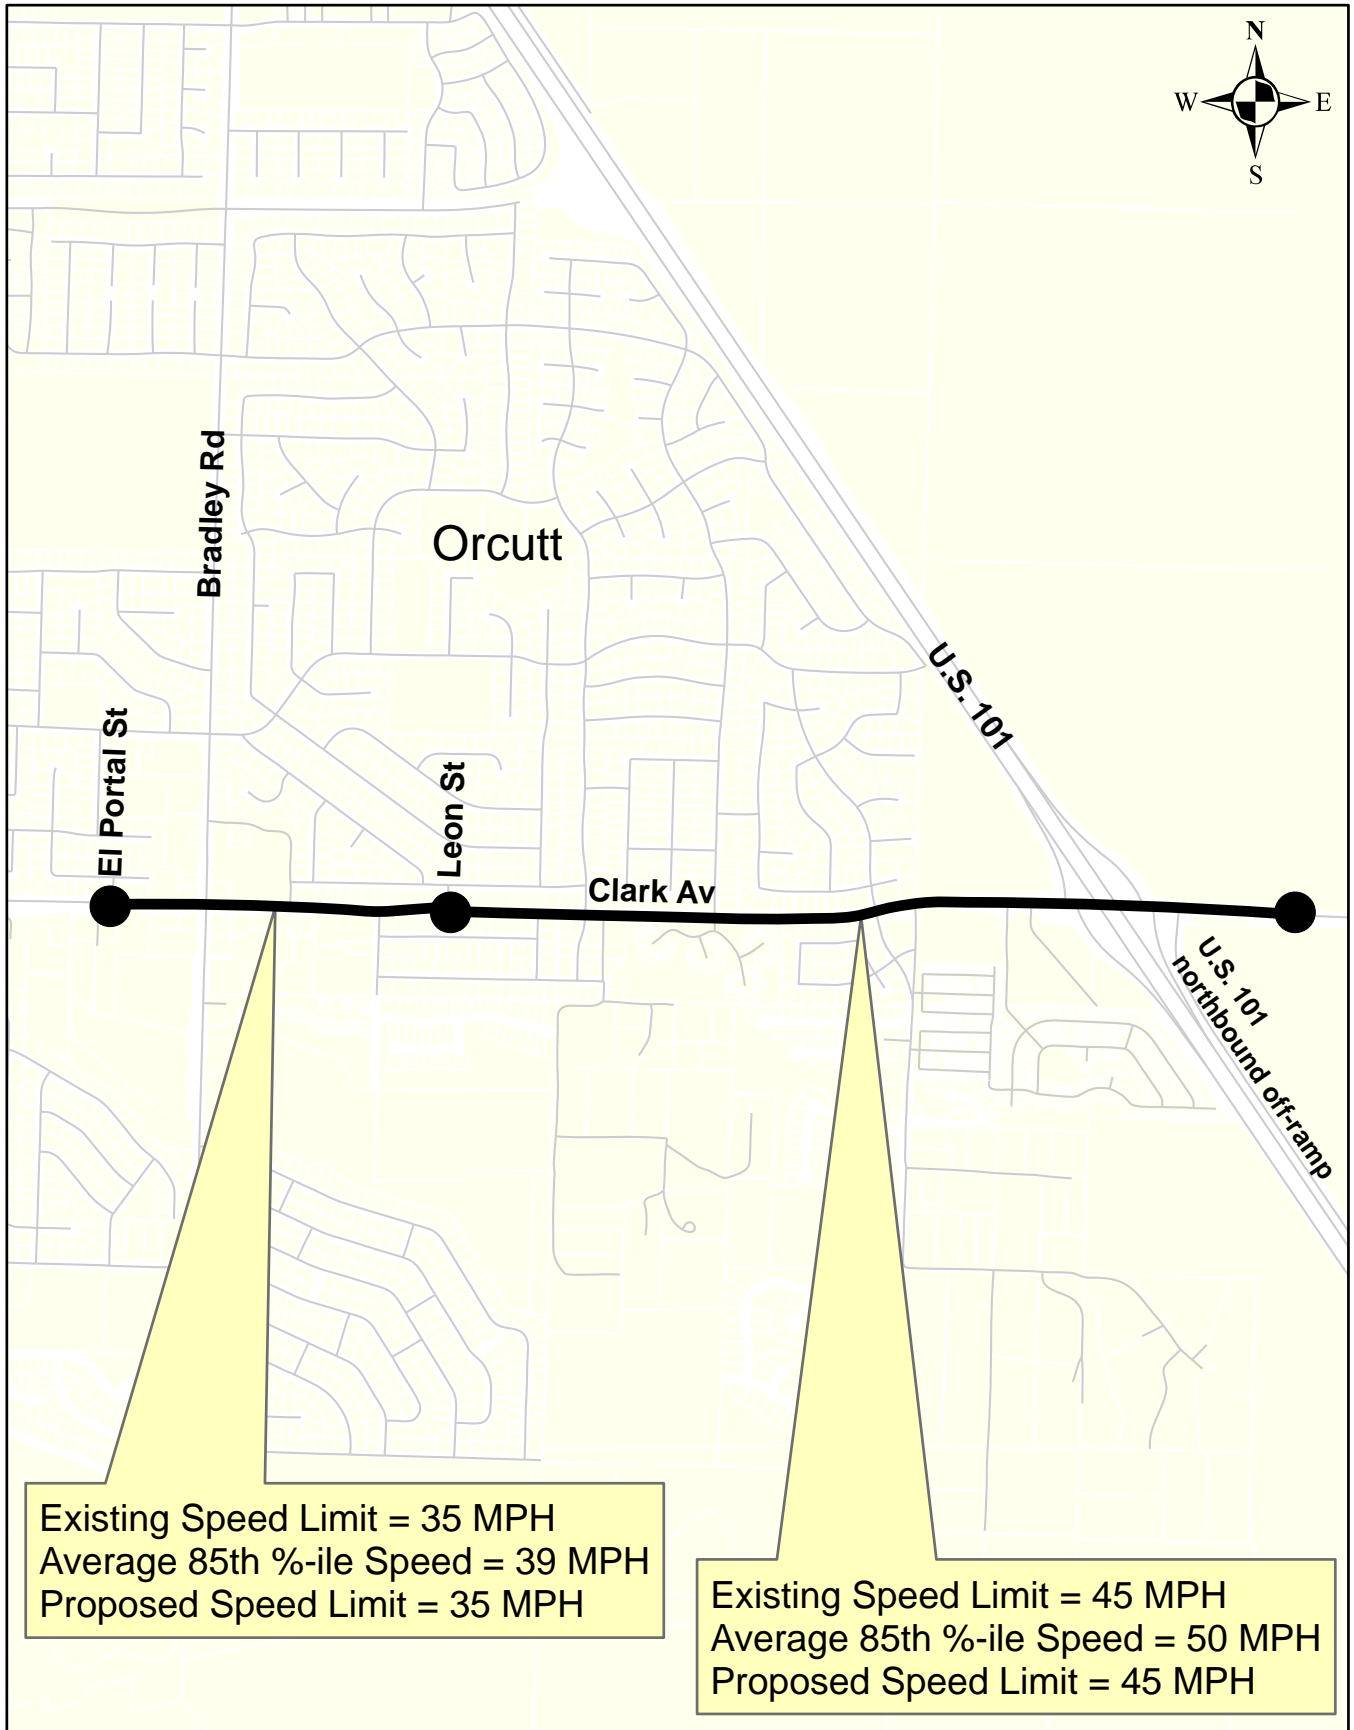 N
W E
S
Bradley Rd
Orcutt
U.S. 101
El Portal St
Leon St
Clark Av
U.S. 101
northbound off-ramp
Existing Speed Limit = 35 MPH
Average 85th %-ile Speed = 39 MPH
Proposed Speed Limit = 35 MPH
Existing Speed Limit = 45 MPH
Average 85th %-ile Speed = 50 MPH
Proposed Speed Limit = 45 MPH